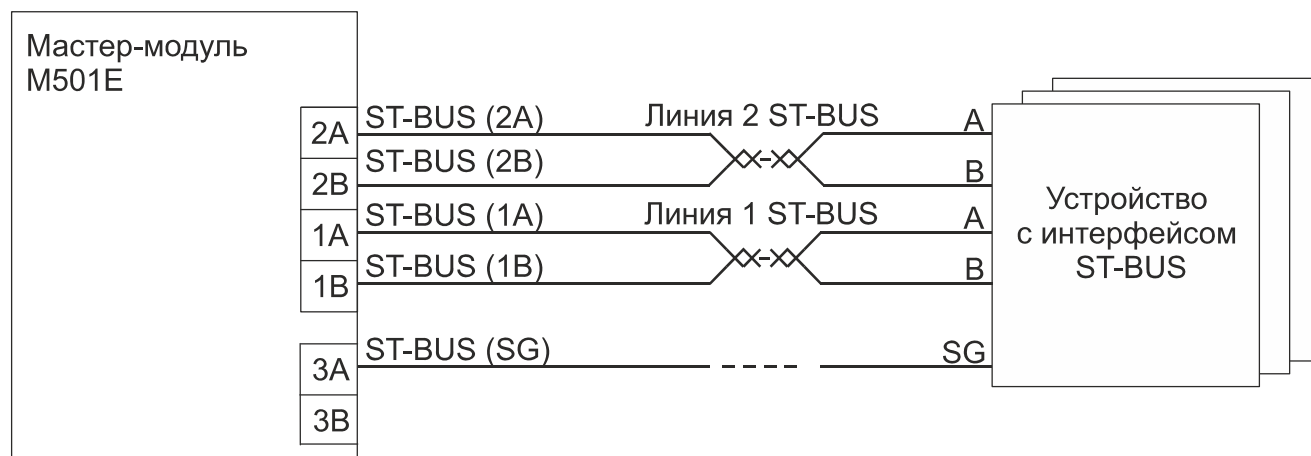 Мастер-модуль
M501E
2A
ST-BUS (2A)
Линия 2 ST-BUS
A
2B
ST-BUS (2B)
B
1A
ST-BUS (1A)
Линия 1 ST-BUS
A
1B
ST-BUS (1B)
B
3A
ST-BUS (SG)
SG
3B
Устройство
с интерфейсом
ST-BUS